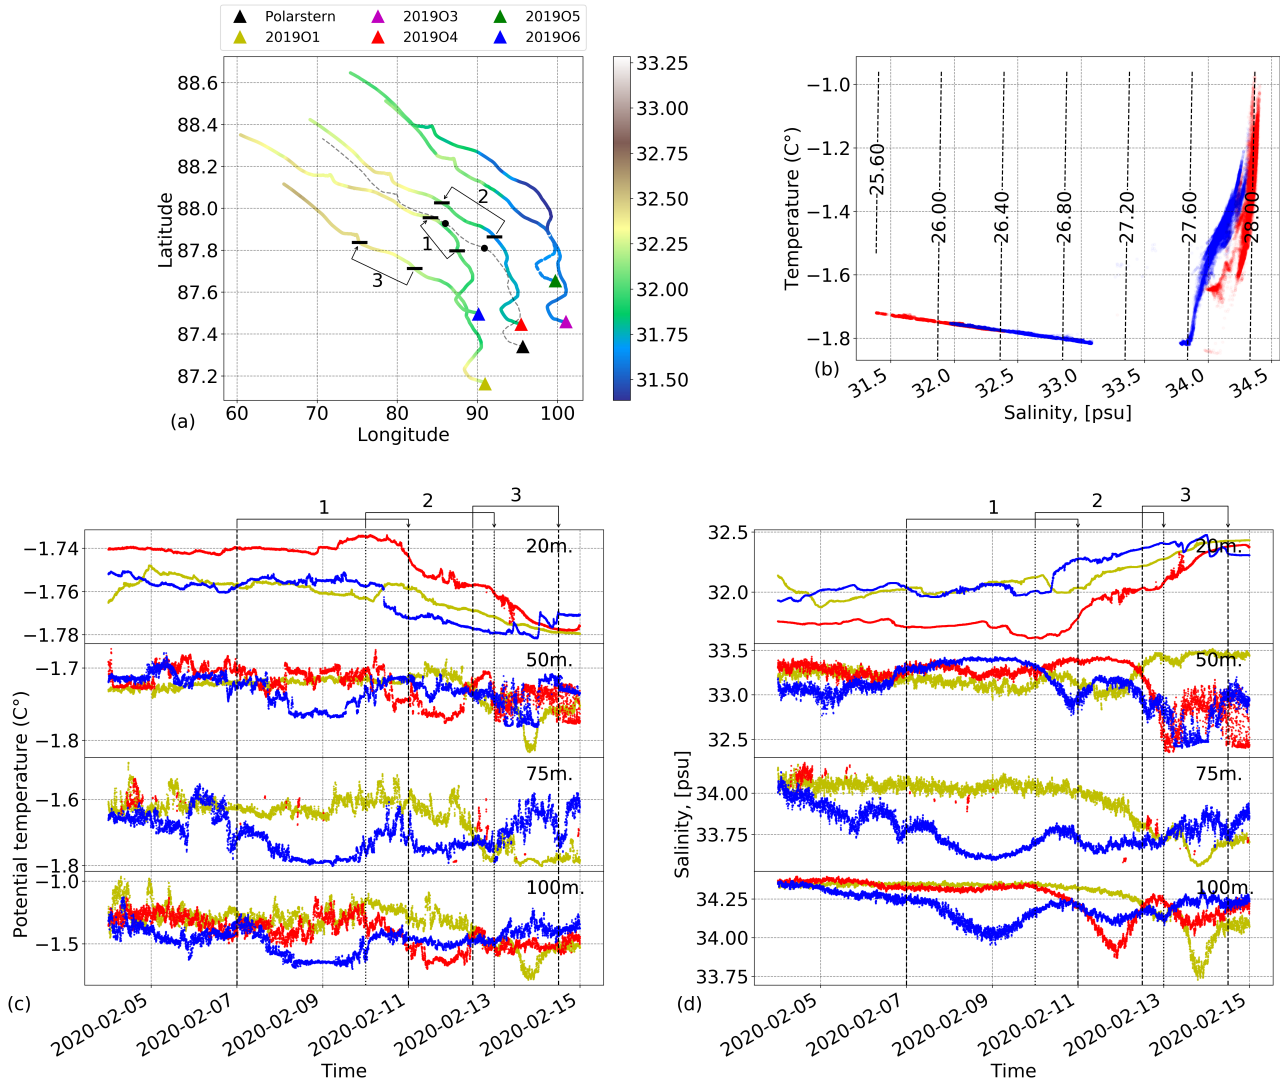 Polarstern 2019O3 2019O5
2019O1 2019O4 2019O6
88.6
88.4
88.2
88.0
87.8
87.6
87.4
87.2
Latitude
60 70 80 90 100
Longitude
(a)
1
2
3
33.25
33.00
32.75
32.50
32.25
32.00
31.75
31.50
−1.0
−1.2
−1.4
−1.6
−1.8
Temperature (C°)
25.60 26.00 26.40 26.80 27.20 27.60 28.00
31.5 32.0 32.5 33.0 33.5 34.0 34.5
Salinity, [psu]
(b)
1 2 3
−1.74
−1.76
−1.78
20m.
−1.7
−1.8
50m.
−1.6
−1.8
75m.
−1.0
−1.5
100m.
Potential temperature (C°)
2020-02-05 2020-02-07 2020-02-09 2020-02-11 2020-02-13 2020-02-15
Time
(c)
1 2 3
32.5
32.0
20m.
33.5
33.0
32.5
50m.
34.00
33.75
75m.
34.25
34.00
33.75
100m.
Salinity, [psu]
2020-02-05 2020-02-07 2020-02-09 2020-02-11 2020-02-13 2020-02-15
Time
(d)